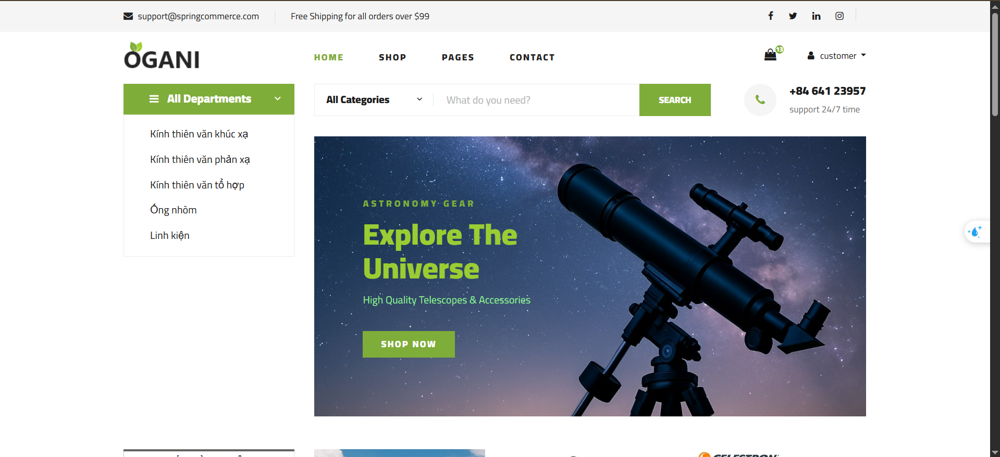 support@springcommerce.com
Free Shipping for all orders over $99
OGANI
HOME
SHOP
PAGES
CONTACT
13
customer
All Departments
All Categories
What do you need?
SEARCH
+84 641 23957
support 24/7 time
Kính thiên văn khúc xạ
Kính thiên văn phản xạ
Kính thiên văn tổ hợp
Ống nhòm
Linh kiện
ASTRONOMY GEAR
Explore The
Universe
High Quality Telescopes & Accessories
SHOP NOW
CELESTRON